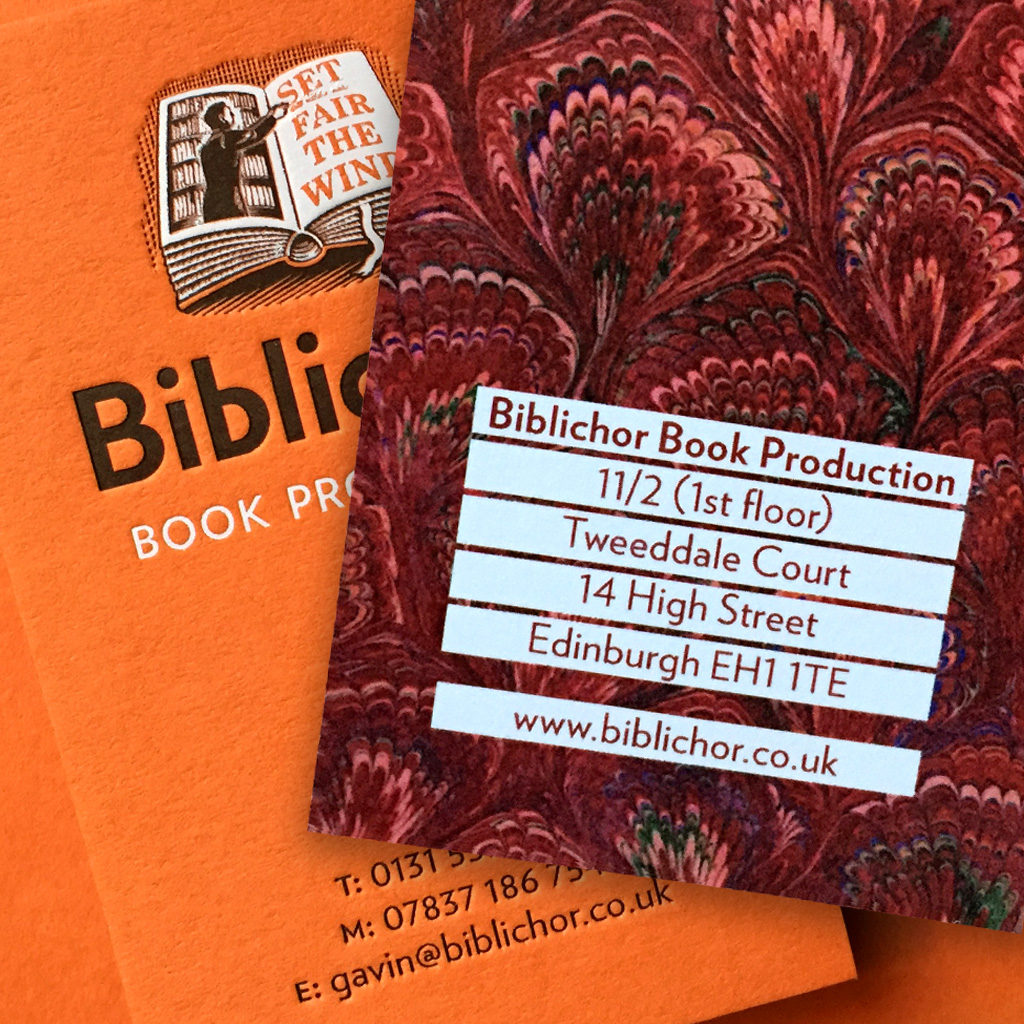 SET
FAIR
THE
WIND
Biblic
BOOK PRO
T: 0131
M: 07837 186
E: gavin@biblichor.co.uk
Biblichor Book Production
11/2 (1st floor)
Tweeddale Court
14 High Street
Edinburgh EH1 1TE
www.biblichor.co.uk